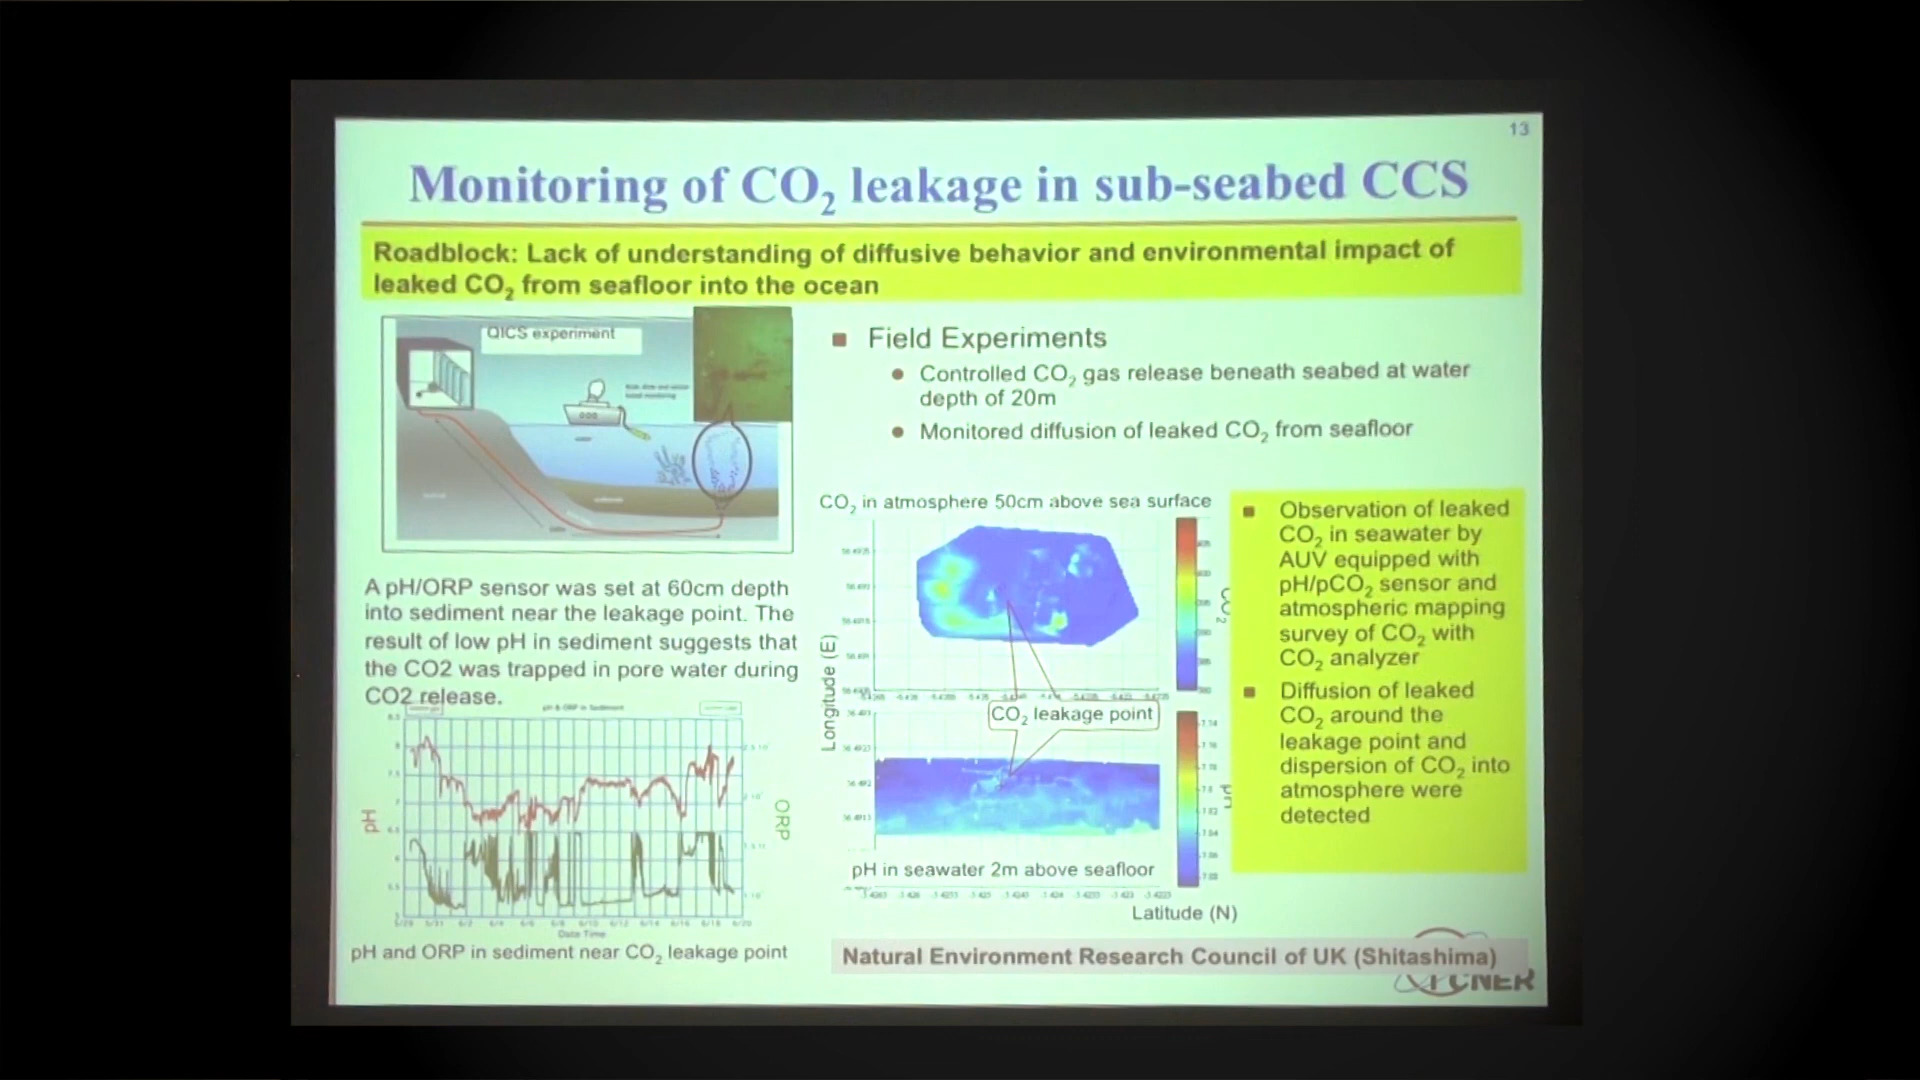 13
Monitoring of CO2 leakage in sub-seabed CCS
Roadblock: Lack of understanding of diffusive behavior and environmental impact of
leaked CO2 from seafloor into the ocean
QICS experiment
■ Field Experiments
● Controlled CO2 gas release beneath seabed at water
depth of 20m
● Monitored diffusion of leaked CO2 from seafloor
A pH/ORP sensor was set at 60cm depth
into sediment near the leakage point. The
result of low pH in sediment suggests that
the CO2 was trapped in pore water during
CO2 release.
pH & ORP in Sediment
pH
ORP
Date Time
pH and ORP in sediment near CO2 leakage point
CO2 in atmosphere 50cm above sea surface
CO2
Longitude (E)
CO2 leakage point
pH
pH in seawater 2m above seafloor
Latitude (N)
■ Observation of leaked
CO2 in seawater by
AUV equipped with
pH/pCO2 sensor and
atmospheric mapping
survey of CO2 with
CO2 analyzer
■ Diffusion of leaked
CO2 around the
leakage point and
dispersion of CO2 into
atmosphere were
detected
Natural Environment Research Council of UK (Shitashima)